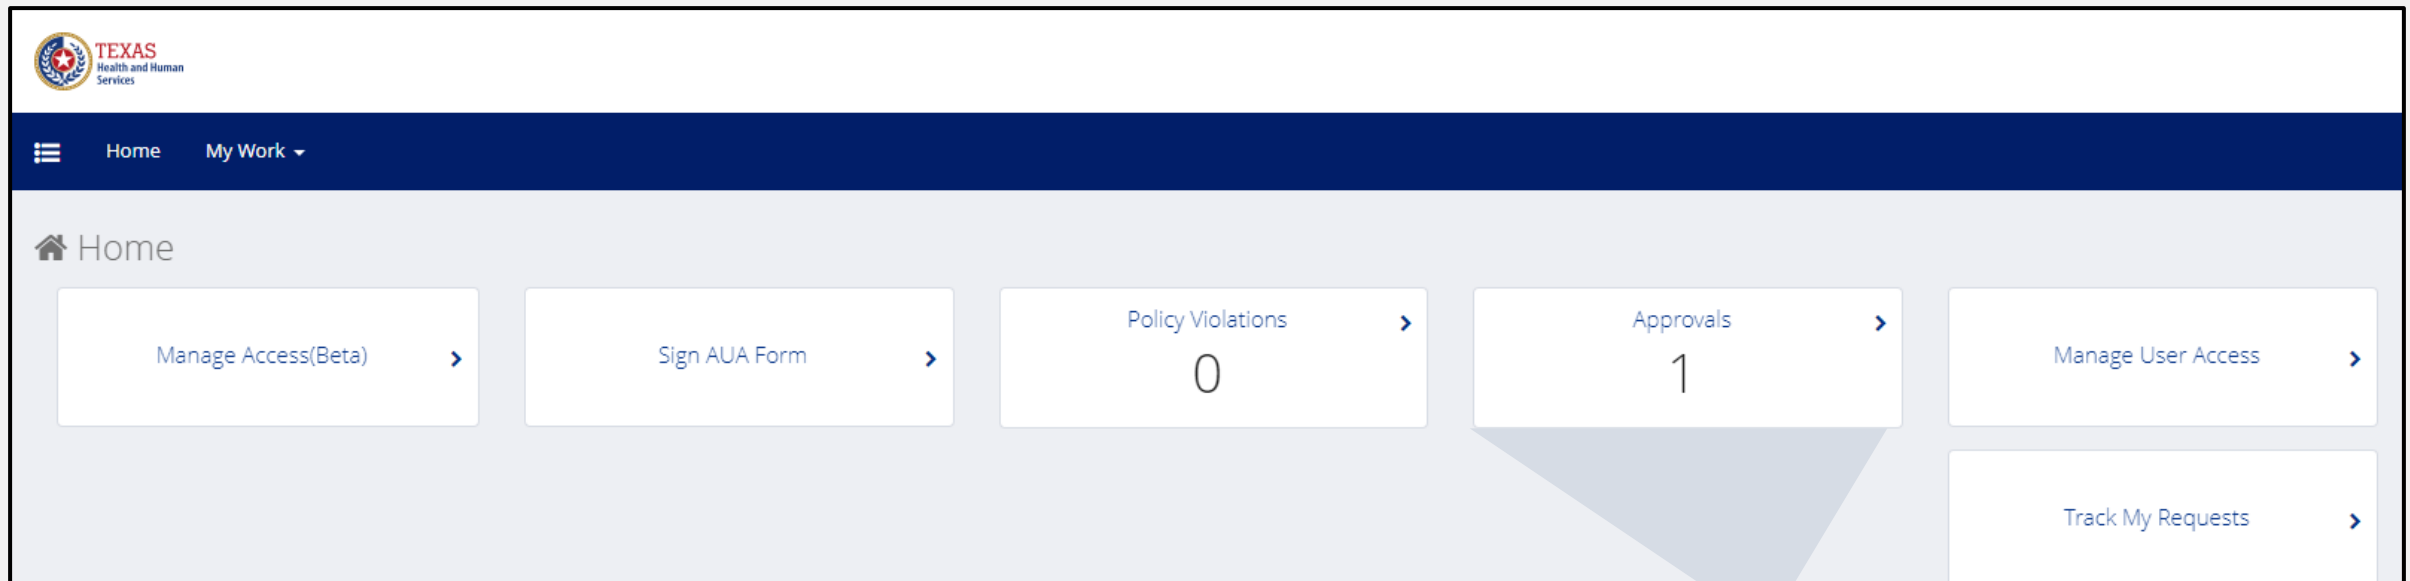 TEXAS
Health and Human
Services
Home
My Work
Home
Manage Access(Beta)
Sign AUA Form
Policy Violations
0
Approvals
1
Manage User Access
Track My Requests